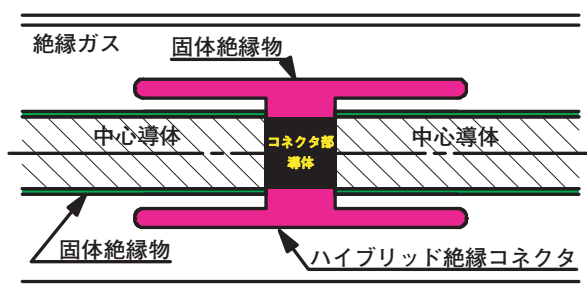 絶縁ガス
固体絶縁物
中心導体
コネクタ部
導体
中心導体
固体絶縁物
ハイブリッド絶縁コネクタ